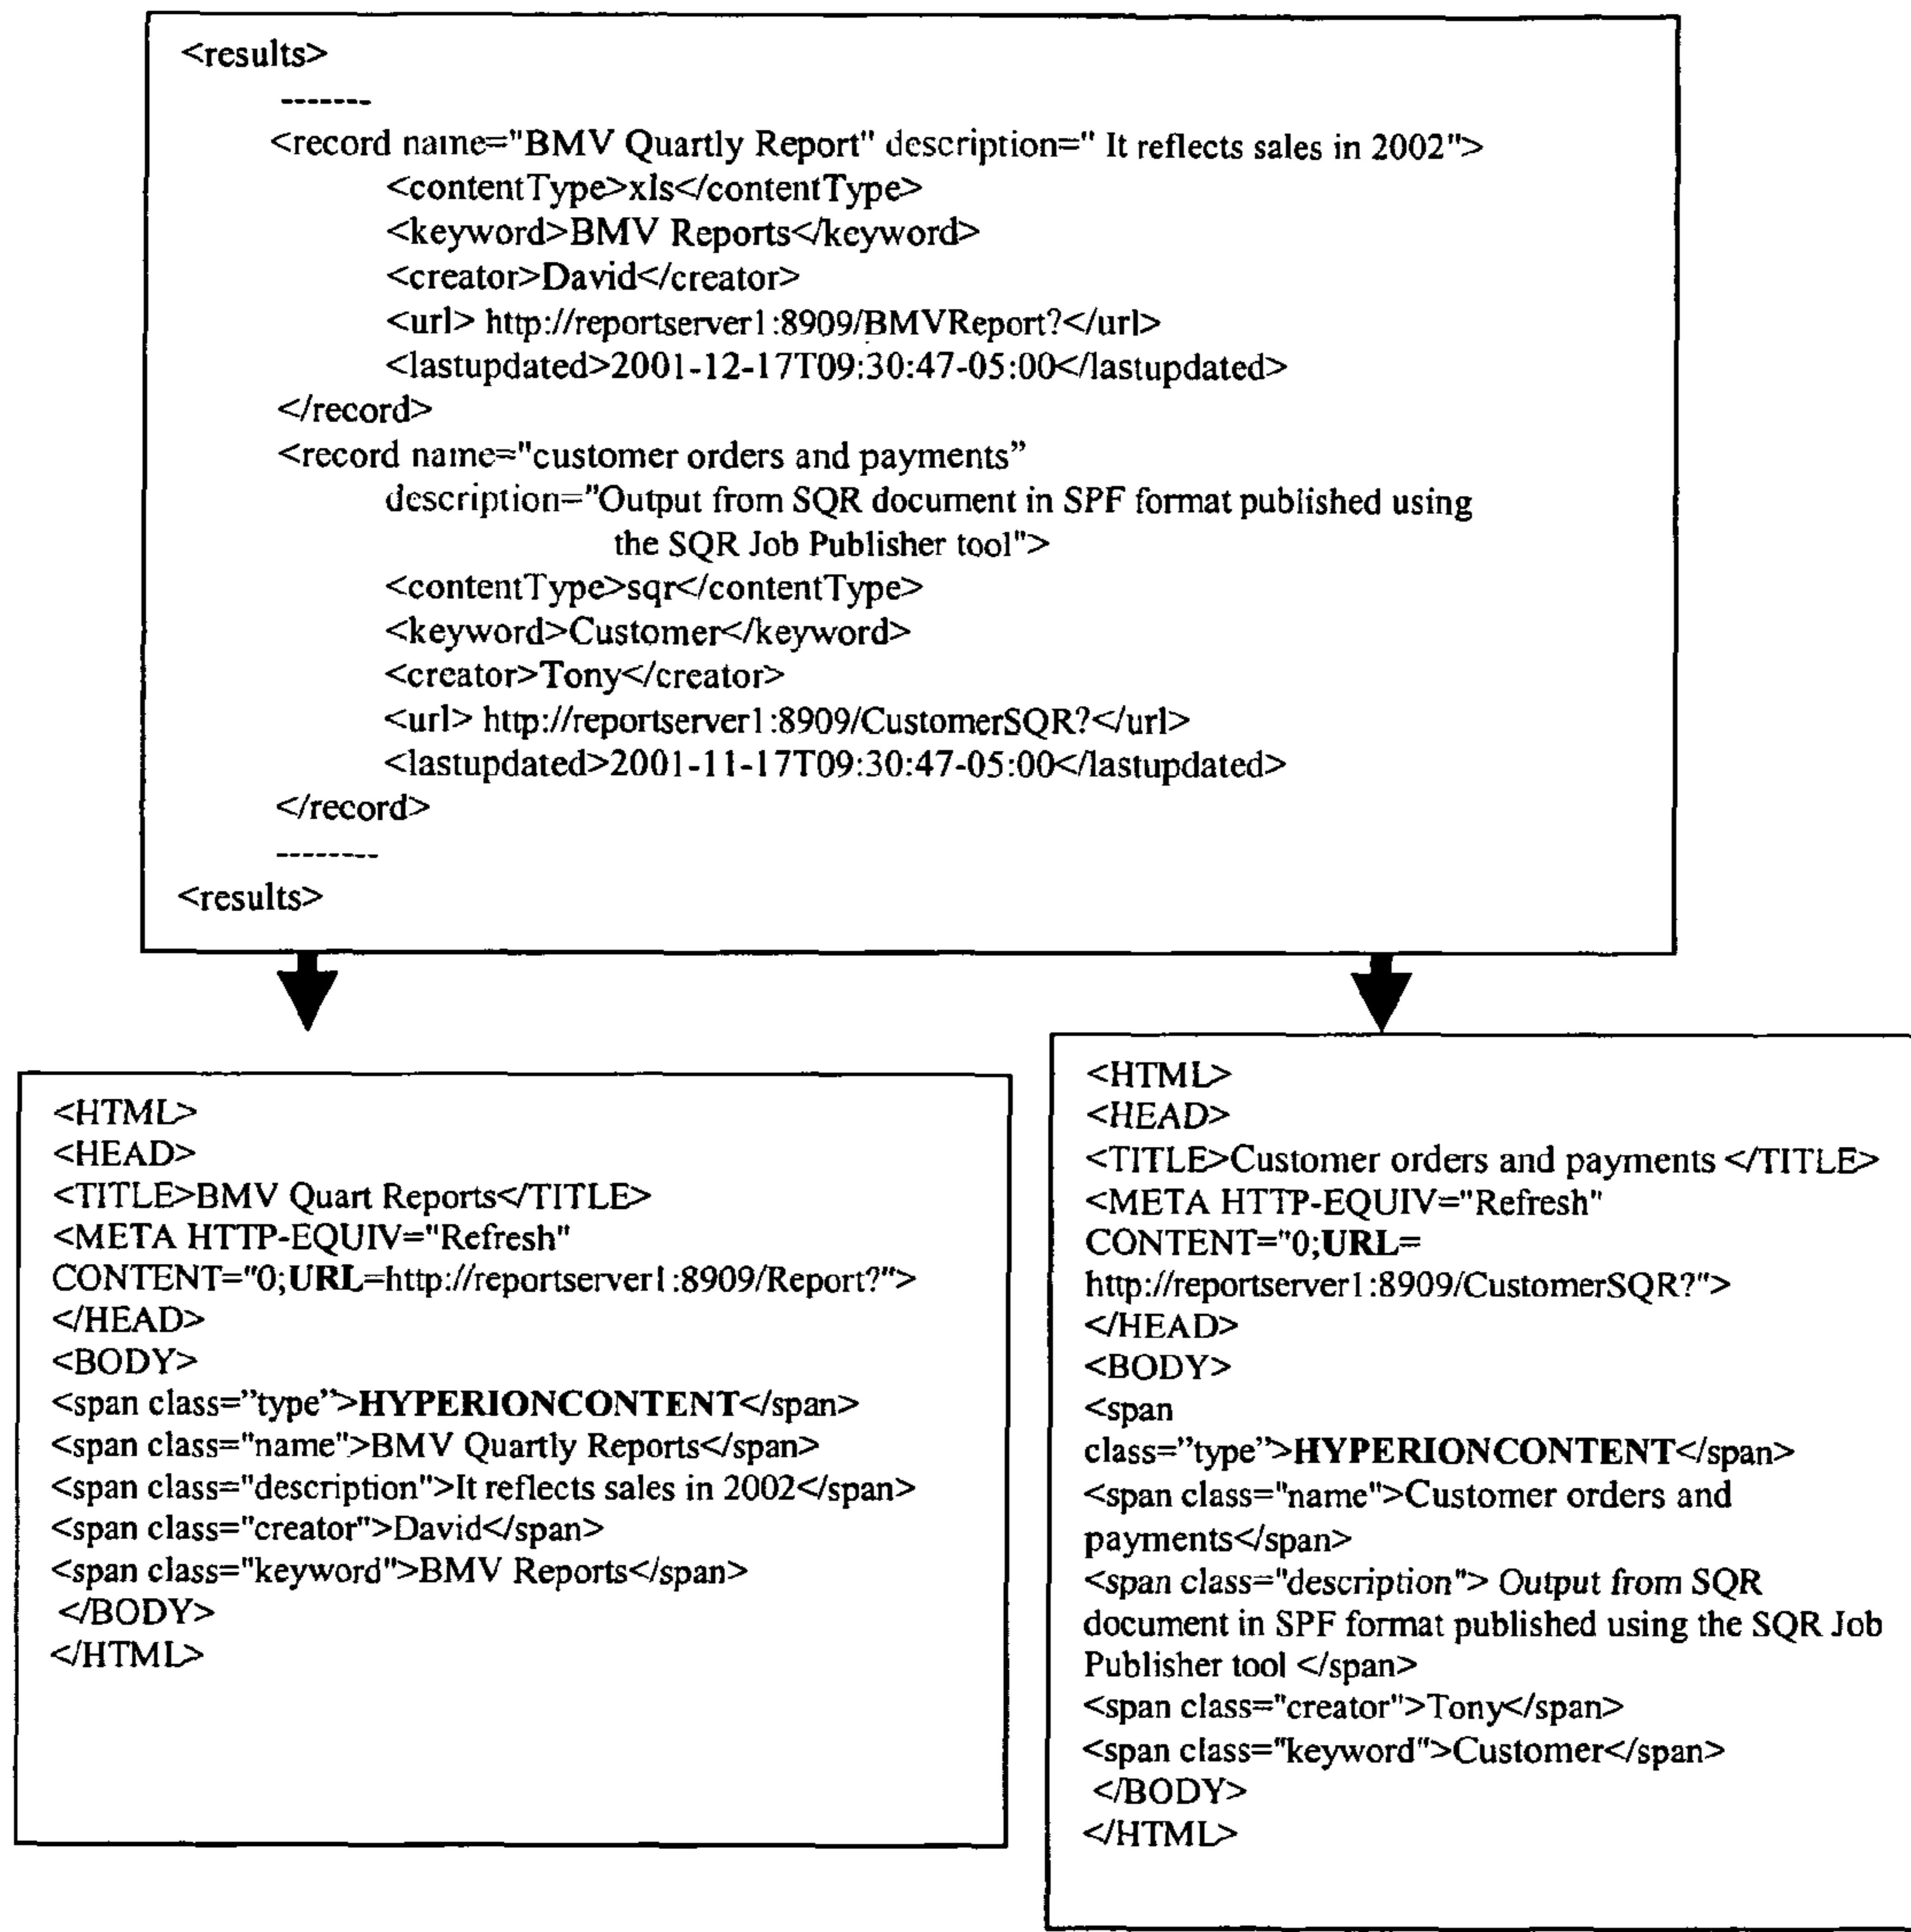 <results>
-------
<record name="BMV Quartly Report" description=" It reflects sales in 2002">
<contentType>xls</contentType>
<keyword>BMV Reports</keyword>
<creator>David</creator>
<url> http://reportserver1:8909/BMVReport?</url>
<lastupdated>2001-12-17T09:30:47-05:00</lastupdated>
</record>
<record name="customer orders and payments”
description="Output from SQR document in SPF format published using
the SQR Job Publisher tool">
<contentType>sqr</contentType>
<keyword>Customer</keyword>
<creator>Tony</creator>
<url> http://reportserver1:8909/CustomerSQR?</url>
<lastupdated>2001-11-17T09:30:47-05:00</lastupdated>
</record>
--------
<results>
<HTML>
<HEAD>
<TITLE>BMV Quart Reports</TITLE>
<META HTTP-EQUIV="Refresh"
CONTENT="0;URL=http://reportserver1:8909/Report?">
</HEAD>
<BODY>
<span class=”type”>HYPERIONCONTENT</span>
<span class="name">BMV Quartly Reports</span>
<span class="description">It reflects sales in 2002</span>
<span class="creator">David</span>
<span class="keyword">BMV Reports</span>
</BODY>
</HTML>
<HTML>
<HEAD>
<TITLE>Customer orders and payments </TITLE>
<META HTTP-EQUIV="Refresh"
CONTENT="0;URL=
http://reportserver1:8909/CustomerSQR?">
</HEAD>
<BODY>
<span
class=”type”>HYPERIONCONTENT</span>
<span class="name">Customer orders and
payments</span>
<span class="description"> Output from SQR
document in SPF format published using the SQR Job
Publisher tool </span>
<span class="creator">Tony</span>
<span class="keyword">Customer</span>
</BODY>
</HTML>